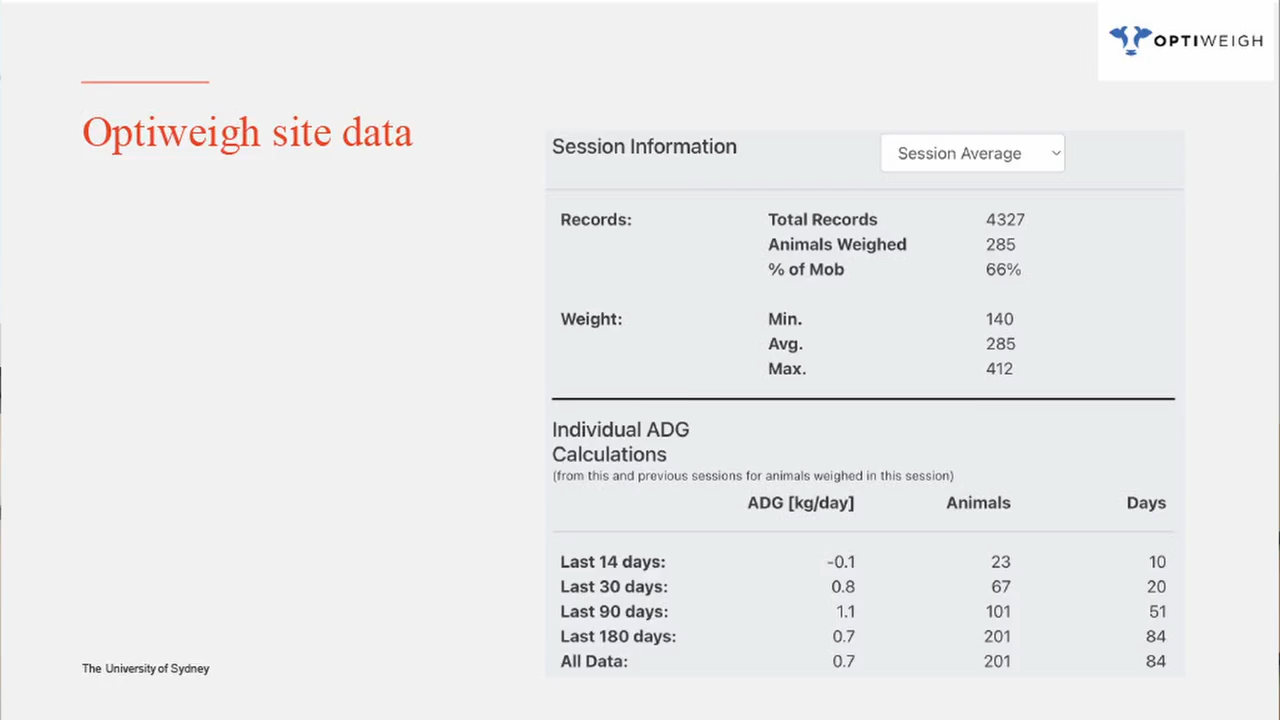 OPTIWEIGH
Optiweigh site data
Session Information
Session Average
Records: Total Records 4327
Animals Weighed 285
% of Mob 66%
Weight: Min. 140
Avg. 285
Max. 412
Individual ADG
Calculations
(from this and previous sessions for animals weighed in this session)
ADG [kg/day] Animals Days
Last 14 days: -0.1 23 10
Last 30 days: 0.8 67 20
Last 90 days: 1.1 101 51
Last 180 days: 0.7 201 84
All Data: 0.7 201 84
The University of Sydney